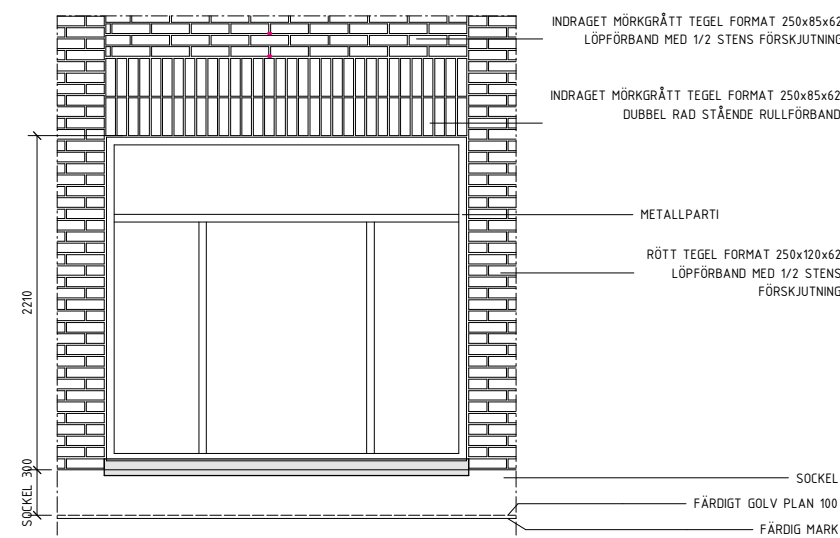 INDRAGET MÖRKGRÅTT TEGEL FORMAT 250x85x62
LÖPFÖRBAND MED 1/2 STENS FÖRSKJUTNING
INDRAGET MÖRKGRÅTT TEGEL FORMAT 250x85x62
DUBBEL RAD STÅENDE RULLFÖRBAND
METALLPARTI
RÖTT TEGEL FORMAT 250x120x62
LÖPFÖRBAND MED 1/2 STENS
FÖRSKJUTNING
2210
SOCKEL 300
SOCKEL
FÄRDIGT GOLV PLAN 100
FÄRDIG MARK